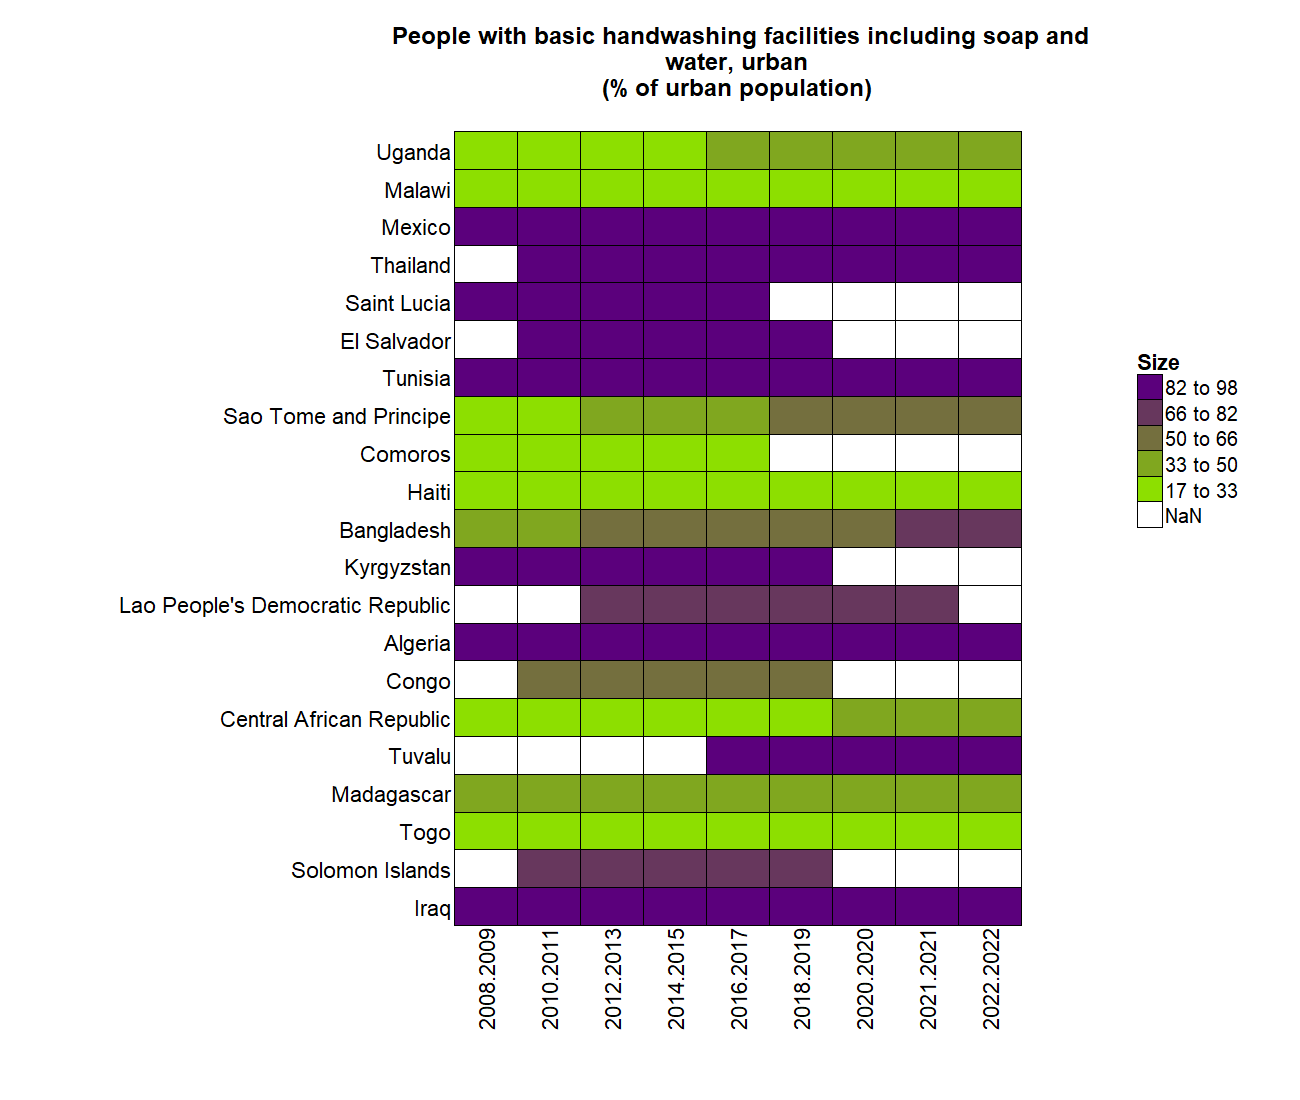 People with basic handwashing facilities including soap and
water, urban
(% of urban population)
Uganda
Malawi
Mexico
Thailand
Saint Lucia
El Salvador
Tunisia
Sao Tome and Principe
Comoros
Haiti
Bangladesh
Kyrgyzstan
Lao People's Democratic Republic
Algeria
Congo
Central African Republic
Tuvalu
Madagascar
Togo
Solomon Islands
Iraq
2008.2009
2010.2011
2012.2013
2014.2015
2016.2017
2018.2019
2020.2020
2021.2021
2022.2022
Size
82 to 98
66 to 82
50 to 66
33 to 50
17 to 33
NaN